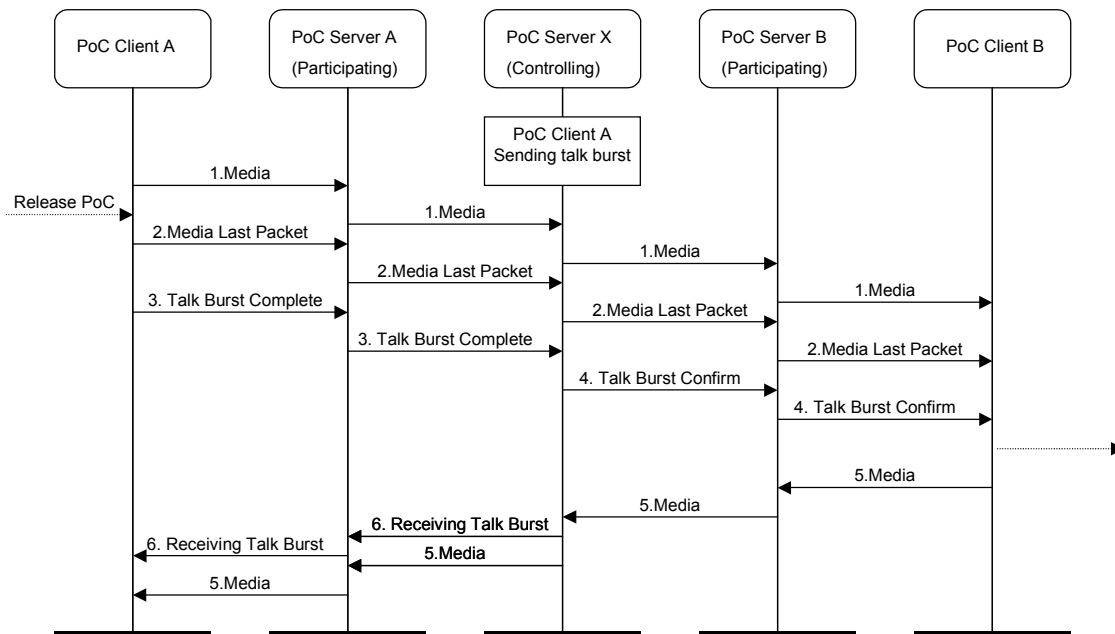 PoC Client A
PoC Server A
(Participating)
PoC Server X
(Controlling)
PoC Server B
(Participating)
PoC Client B
PoC Client A
Sending talk burst
1.Media
Release PoC
1.Media
2.Media Last Packet
1.Media
2.Media Last Packet
1.Media
3. Talk Burst Complete
2.Media Last Packet
3. Talk Burst Complete
2.Media Last Packet
4. Talk Burst Confirm
4. Talk Burst Confirm
5.Media
5.Media
6. Receiving Talk Burst
6. Receiving Talk Burst
5.Media
5.Media